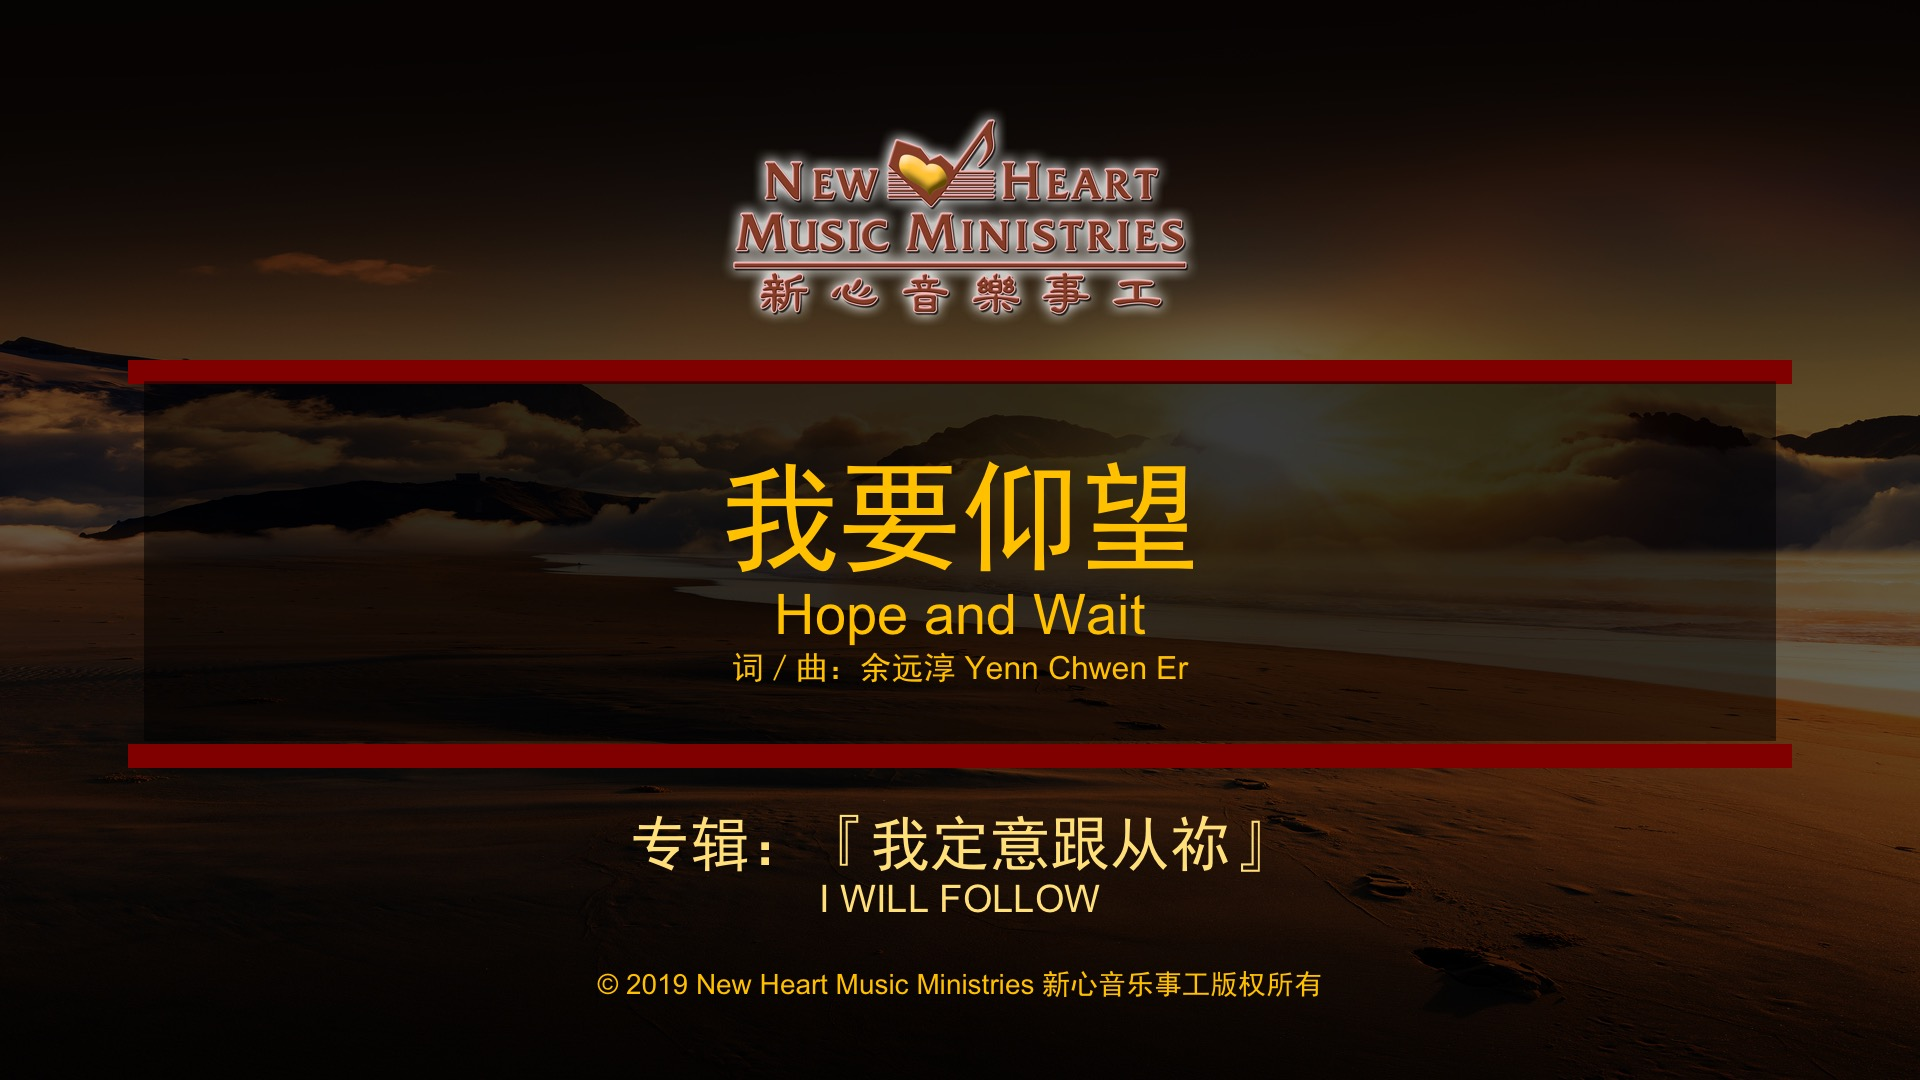 NEW HEART
MUSIC MINISTRIES
新心音樂事工
我要仰望
Hope and Wait
词 / 曲：余远淳 Yenn Chwen Er
专辑：『我定意跟从祢』
I WILL FOLLOW
© 2019 New Heart Music Ministries 新心音乐事工版权所有